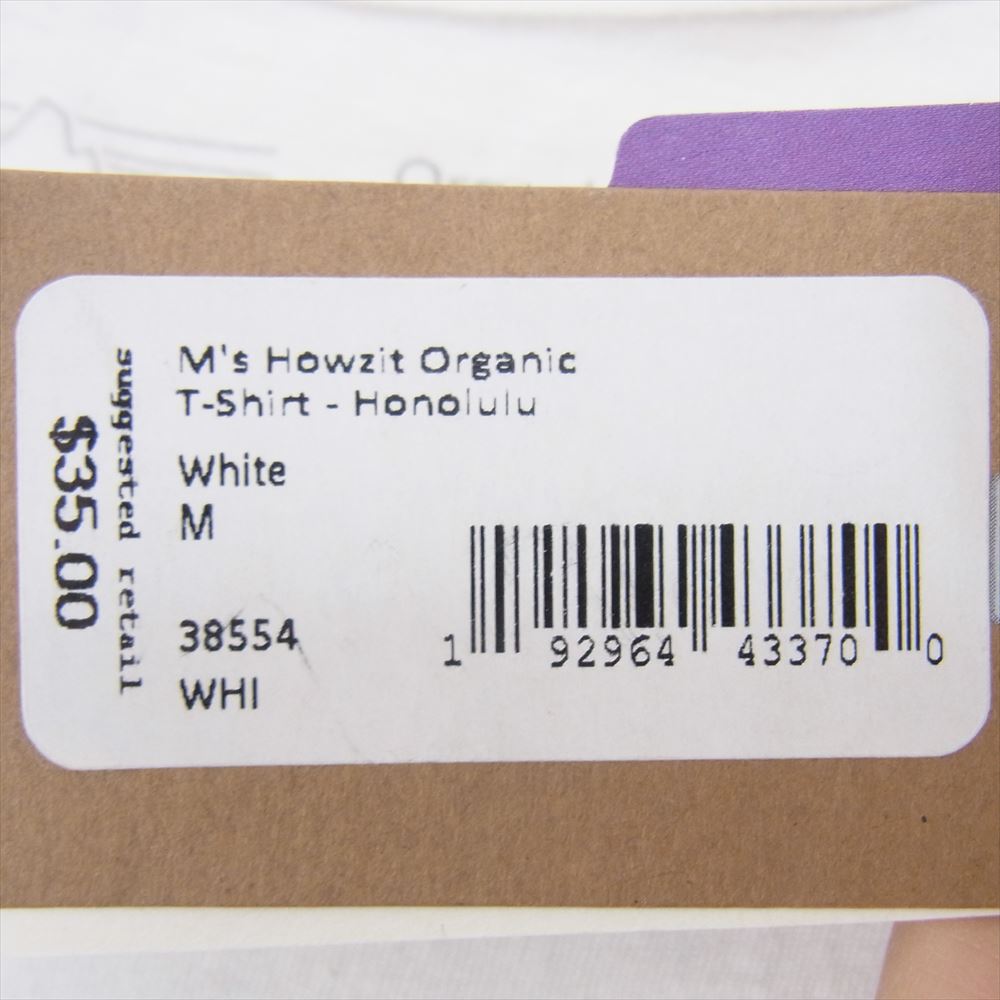 M's Howzit Organic
T-Shirt - Honolulu
White
M
38554
WHI
suggested retail
$35.00
1 92964 43370 0